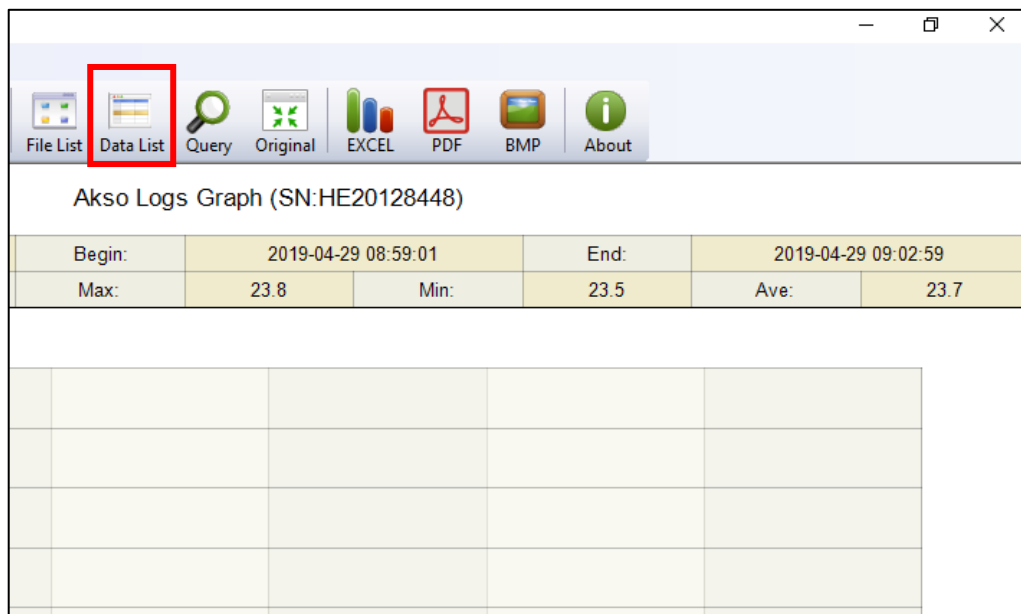 File List Data List Query Original EXCEL PDF BMP About
Akso Logs Graph (SN:HE20128448)
Begin: 2019-04-29 08:59:01 End: 2019-04-29 09:02:59
Max: 23.8 Min: 23.5 Ave: 23.7